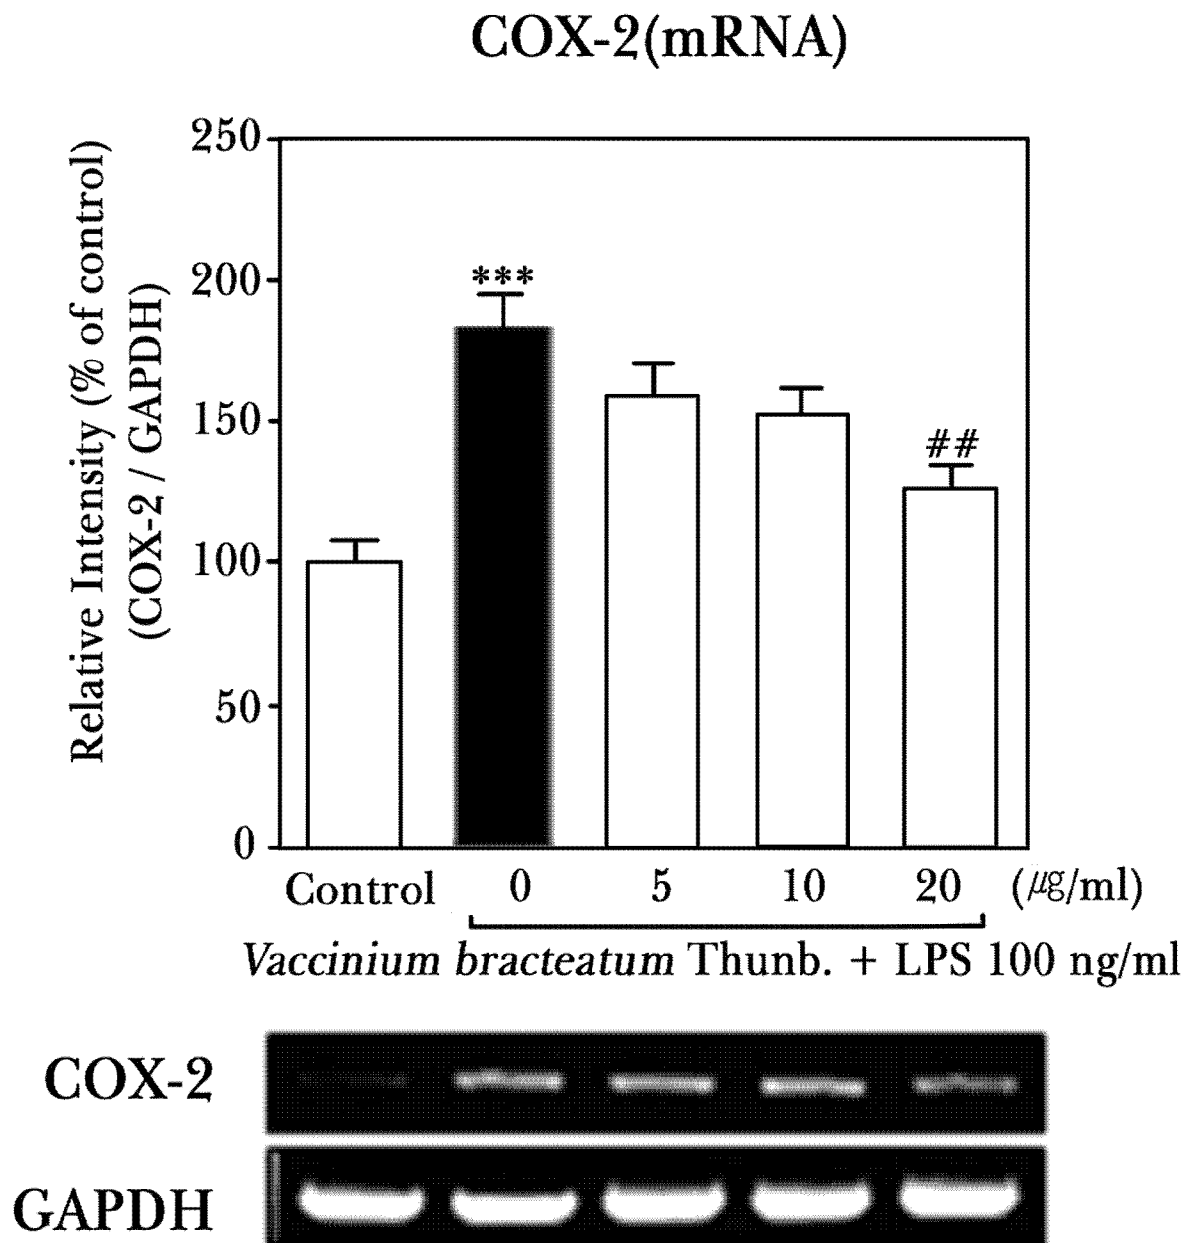 COX-2(mRNA)
Relative Intensity (% of control)
(COX-2 / GAPDH)
250
200
150
100
50
0
***
##
Control 0 5 10 20 (㎍/ml)
Vaccinium bracteatum Thunb. + LPS 100 ng/ml
COX-2
GAPDH